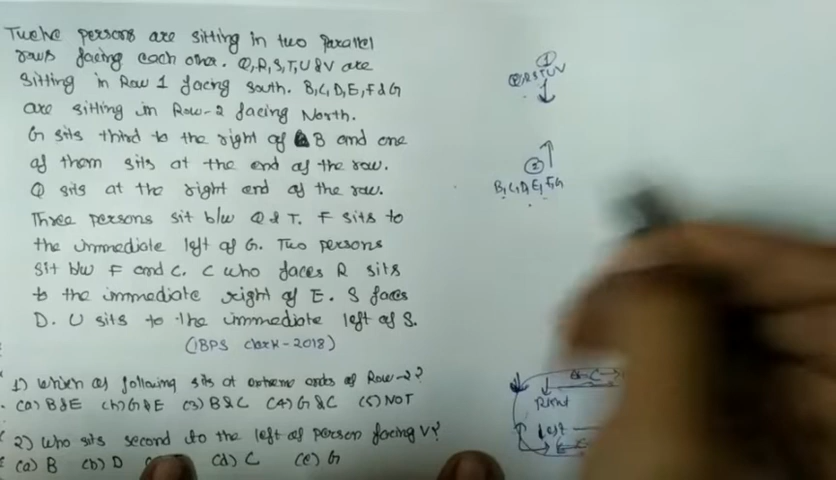 Twelve persons are sitting in two parallel
rows facing each other. Q, R, S, T, U & V are
sitting in Row 1 facing South. B, C, D, E, F & G
are sitting in Row-2 facing North.
G sits third to the right of B and one
of them sits at the end of the row.
Q sits at the right end of the row.
Three persons sit b/w Q & T. F sits to
the immediate left of G. Two persons
sit b/w F and C. C who faces R sits
to the immediate right of E. S faces
D. U sits to the immediate left of S.
(IBPS clerk-2018)
1) Which of following sits at extreme ends of Row-2?
(a) B&E (b) G&E (3) B&C (4) G&C (5) NOT
2) Who sits second to the left of person facing V?
(a) B (b) D (d) C (e) G
1
Q, R S T U V
2
B, C, D, E, F, G
Right
left